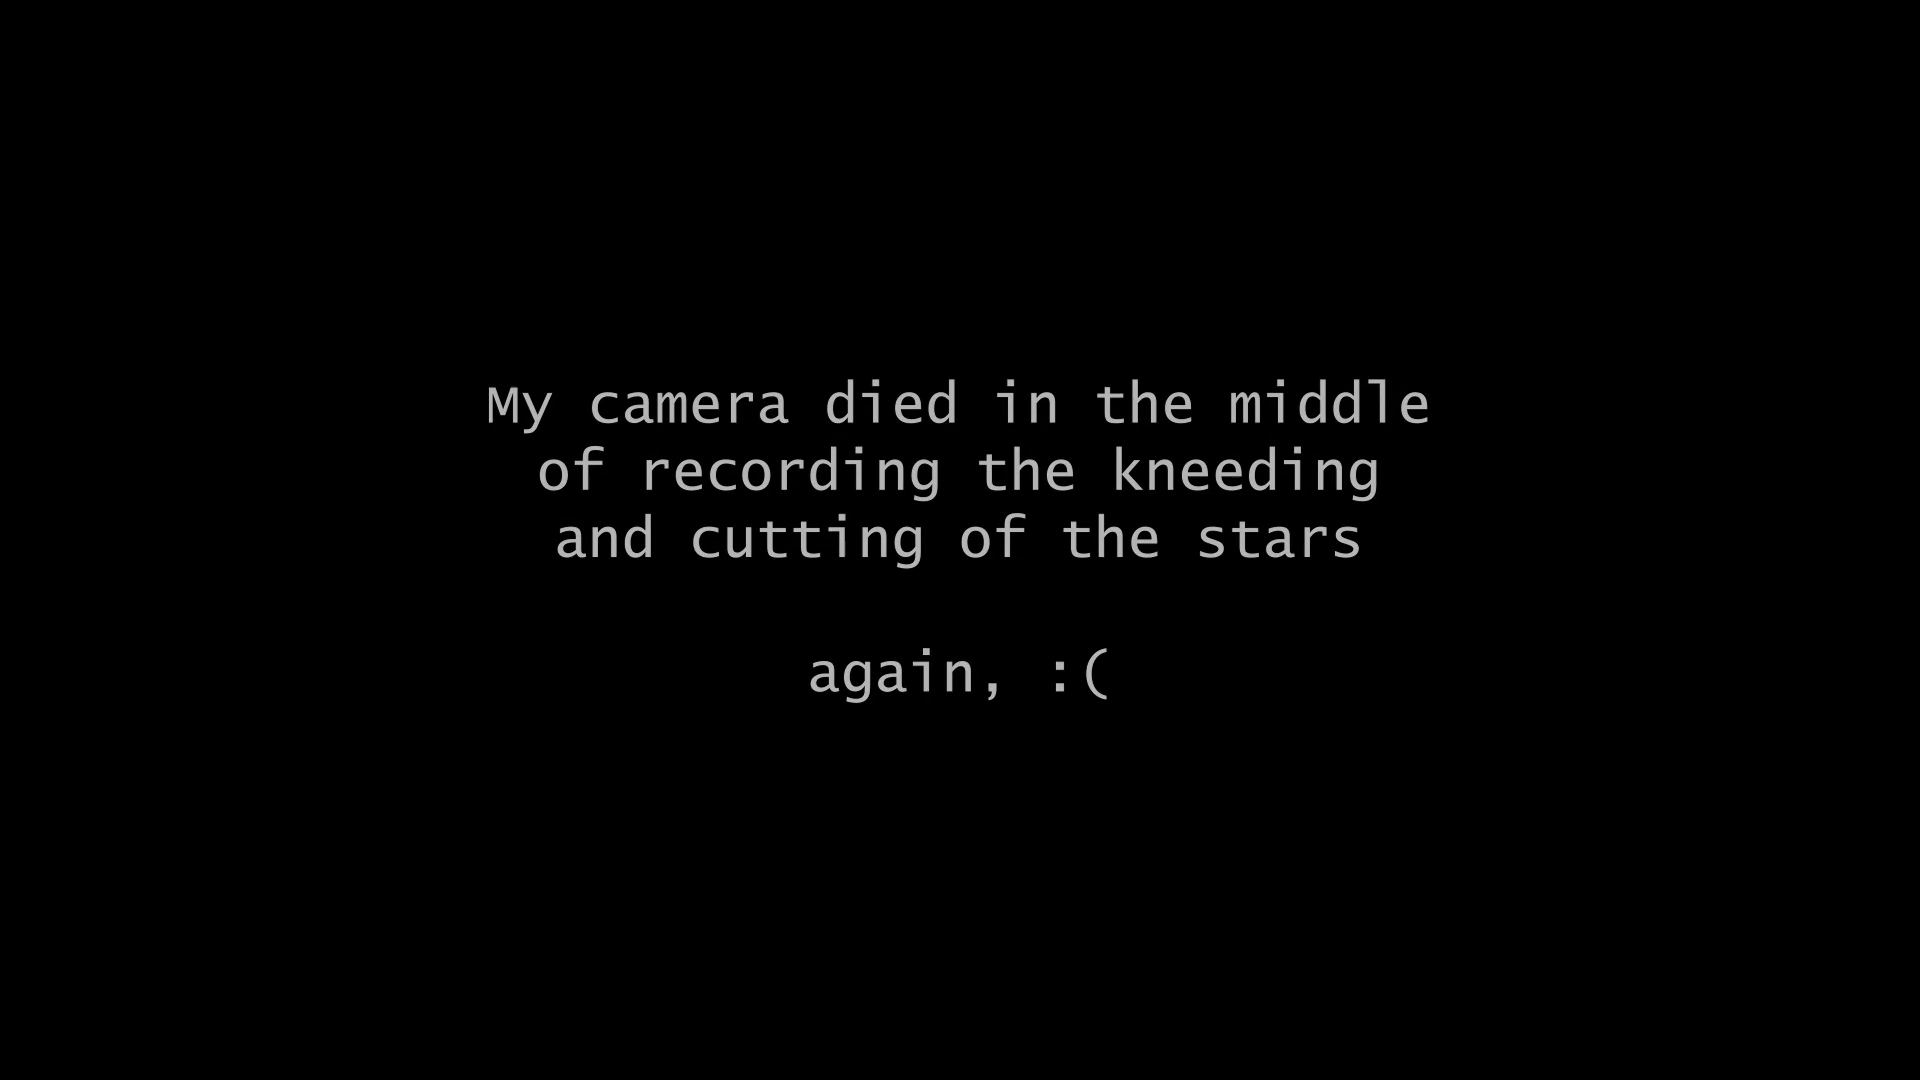 My camera died in the middle
of recording the kneeding
and cutting of the stars
again, :(